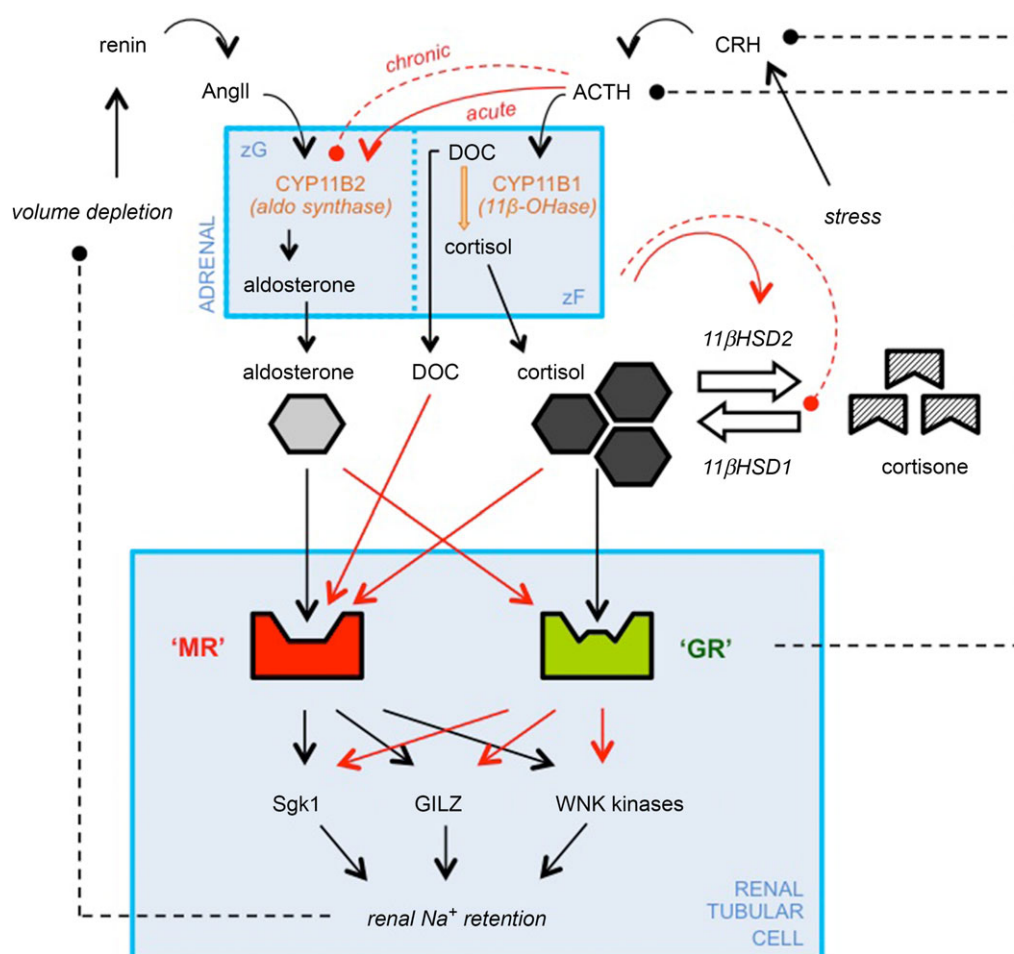 renin
CRH
chronic
AngII
ACTH
acute
zG
DOC
CYP11B2
(aldo synthase)
CYP11B1
(11β-OHase)
volume depletion
stress
ADRENAL
cortisol
aldosterone
zF
11βHSD2
aldosterone
DOC
cortisol
11βHSD1
cortisone
'MR'
'GR'
Sgk1
GILZ
WNK kinases
renal Na⁺ retention
RENAL
TUBULAR
CELL